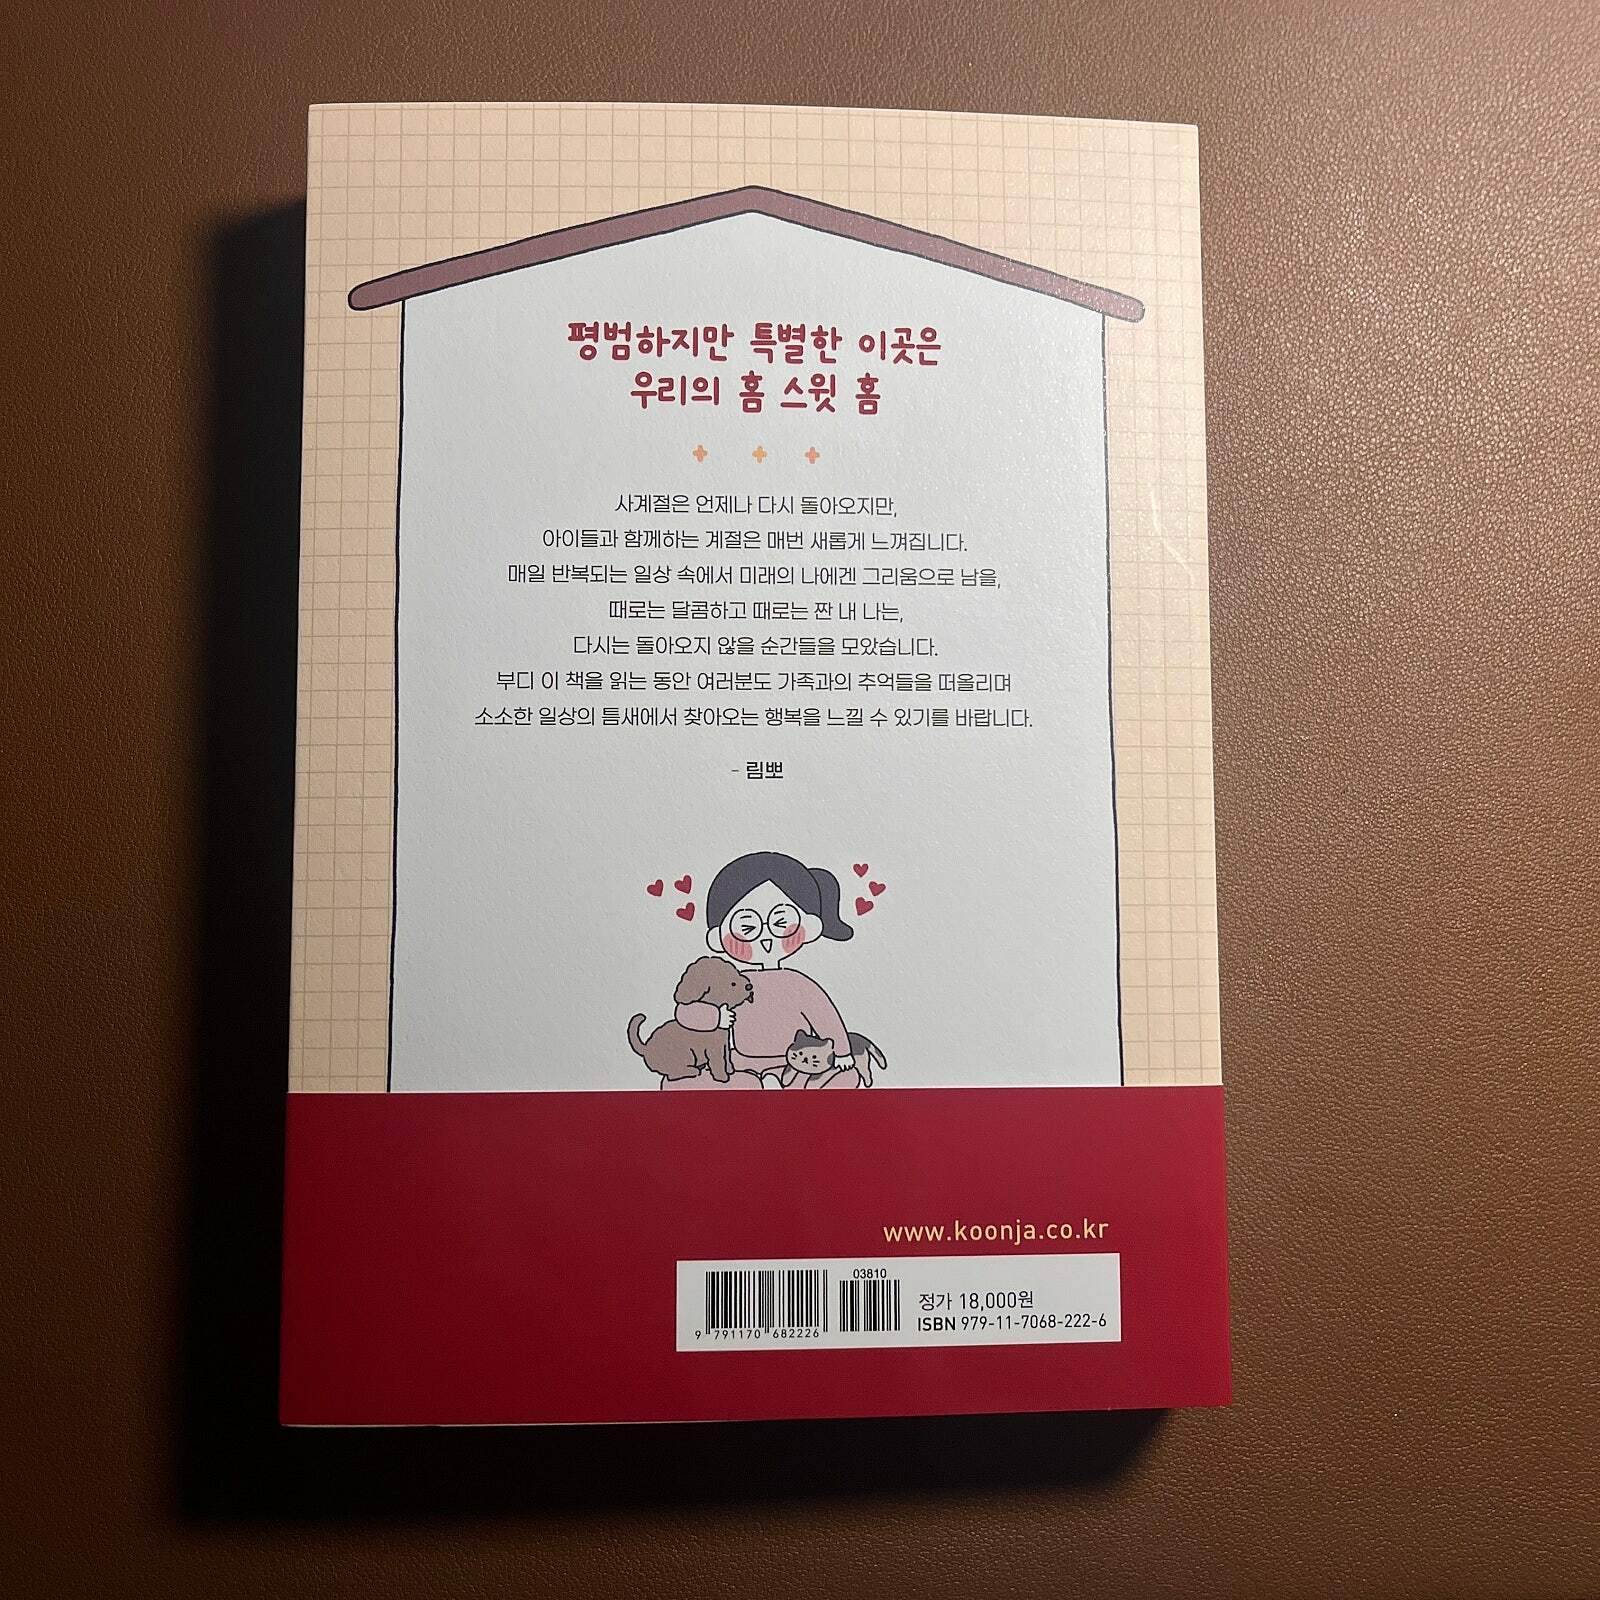 평범하지만 특별한 이곳은
우리의 홈 스윗 홈
사계절은 언제나 다시 돌아오지만,
아이들과 함께하는 계절은 매번 새롭게 느껴집니다.
매일 반복되는 일상 속에서 미래의 나에겐 그리움으로 남을,
때로는 달콤하고 때로는 짠 내 나는,
다시는 돌아오지 않을 순간들을 모았습니다.
부디 이 책을 읽는 동안 여러분도 가족과의 추억들을 떠올리며
소소한 일상의 틈새에서 찾아오는 행복을 느낄 수 있기를 바랍니다.
- 림뽀
www.koonja.co.kr
03810
9 791170 682226
정가 18,000원
ISBN 979-11-7068-222-6